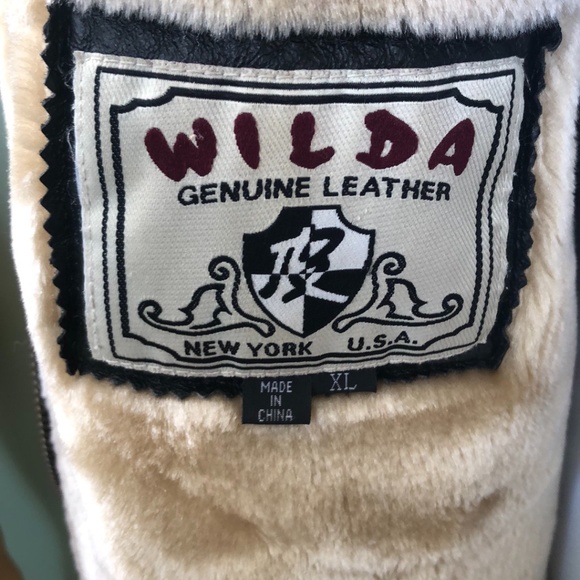 WILDA
GENUINE LEATHER
NEW YORK U.S.A.
MADE
IN
CHINA
XL